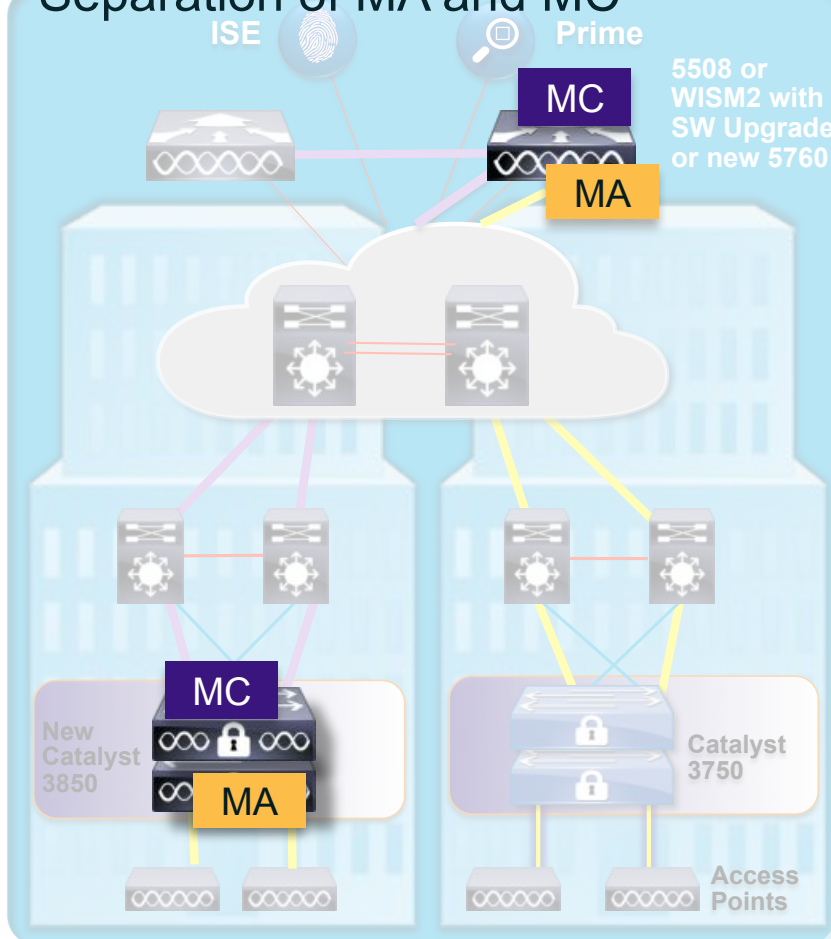 Separation of MA and MC
ISE
Prime
MC
5508 or
WISM2 with
SW Upgrade
or new 5760
MA
MC
New
Catalyst
3850
MA
Catalyst
3750
Access
Points